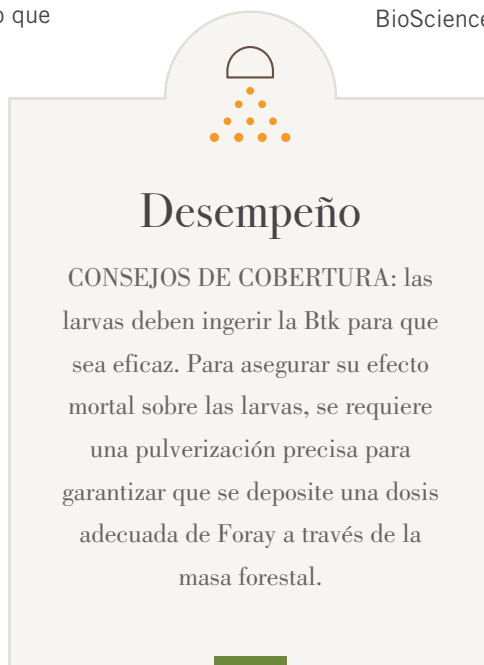 que
BioScience
Desempeño
CONSEJOS DE COBERTURA: las
larvas deben ingerir la Btk para que
sea eficaz. Para asegurar su efecto
mortal sobre las larvas, se requiere
una pulverización precisa para
garantizar que se deposite una dosis
adecuada de Foray a través de la
masa forestal.